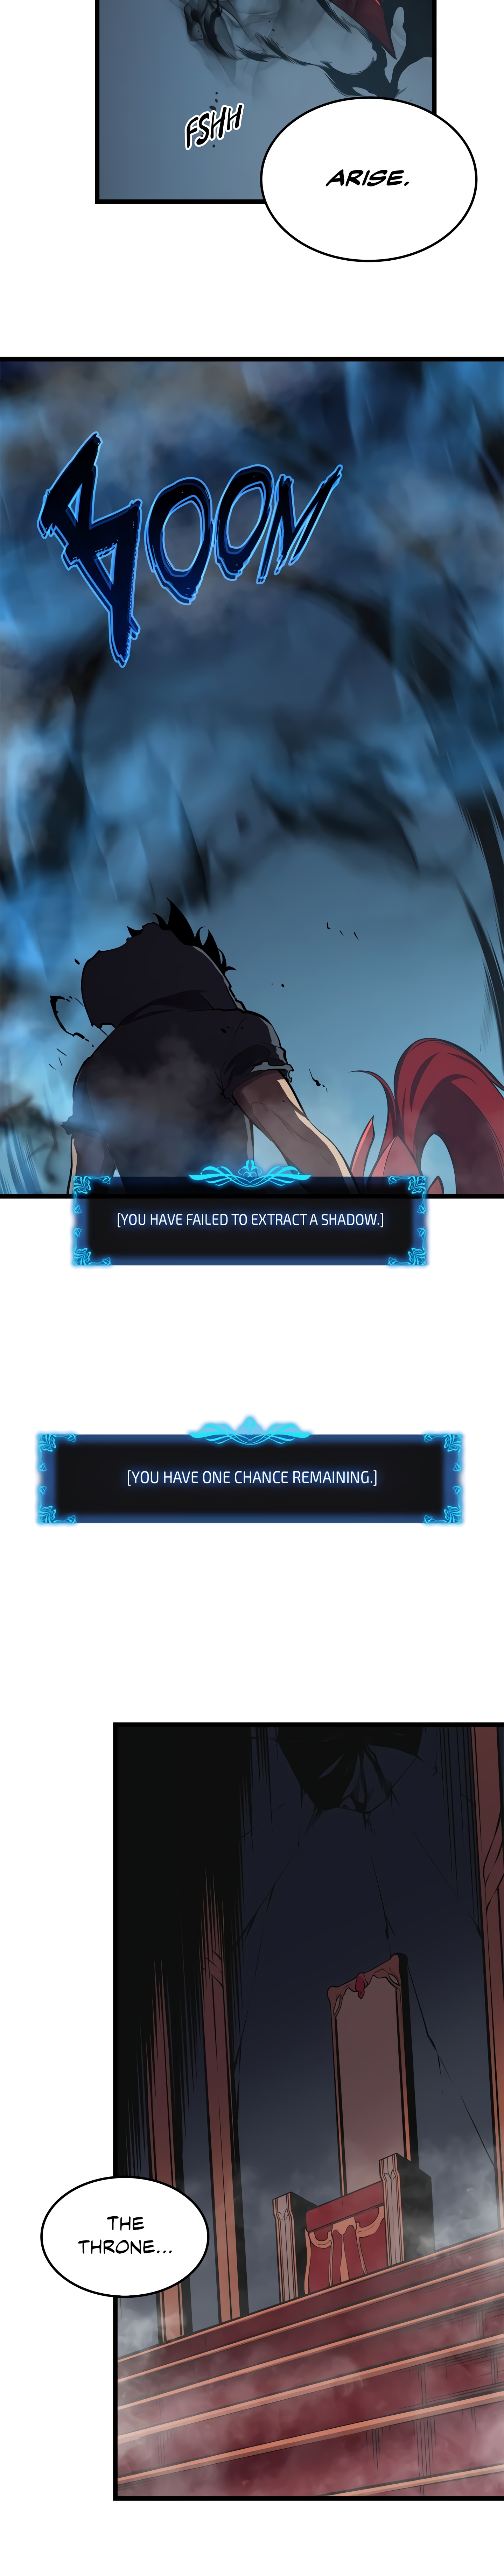 FSHH
ARISE.
BOOM
[YOU HAVE FAILED TO EXTRACT A SHADOW.]
[YOU HAVE ONE CHANCE REMAINING.]
THE
THRONE...